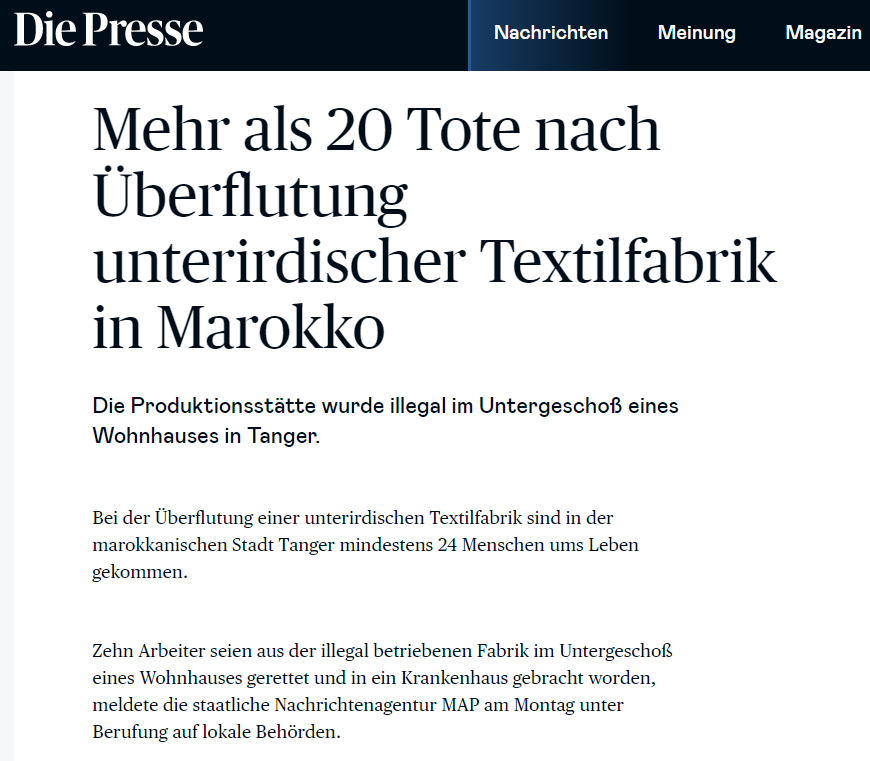 Die Presse
Nachrichten
Meinung
Magazin
Mehr als 20 Tote nach
Überflutung
unterirdischer Textilfabrik
in Marokko
Die Produktionsstätte wurde illegal im Untergeschoß eines
Wohnhauses in Tanger.
Bei der Überflutung einer unterirdischen Textilfabrik sind in der
marokkanischen Stadt Tanger mindestens 24 Menschen ums Leben
gekommen.
Zehn Arbeiter seien aus der illegal betriebenen Fabrik im Untergeschoß
eines Wohnhauses gerettet und in ein Krankenhaus gebracht worden,
meldete die staatliche Nachrichtenagentur MAP am Montag unter
Berufung auf lokale Behörden.